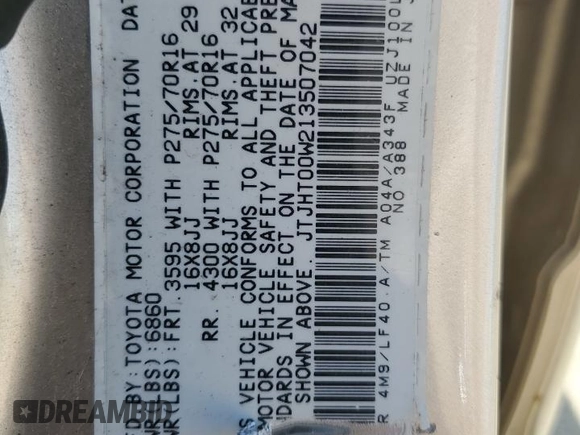 FD.BY:TOYOTA MOTOR CORPORATION DAT
WR(LBS):6860
WR(LBS):FRT.3595 WITH P275/70R16
16X8JJ RIMS AT 29
RR. 4300 WITH P275/70R16
16X8JJ RIMS AT 32
S VEHICLE CONFORMS TO ALL APPLICAB
MOTOR VEHICLE SAFETY AND THEFT PRE
NDARDS IN EFFECT ON THE DATE OF MA
SHOWN ABOVE. JTJHT00W213507042
R 4M9/LF40.A/TM A04A/A343F UZJ100L
NO 388 MADE IN J
DREAMBID